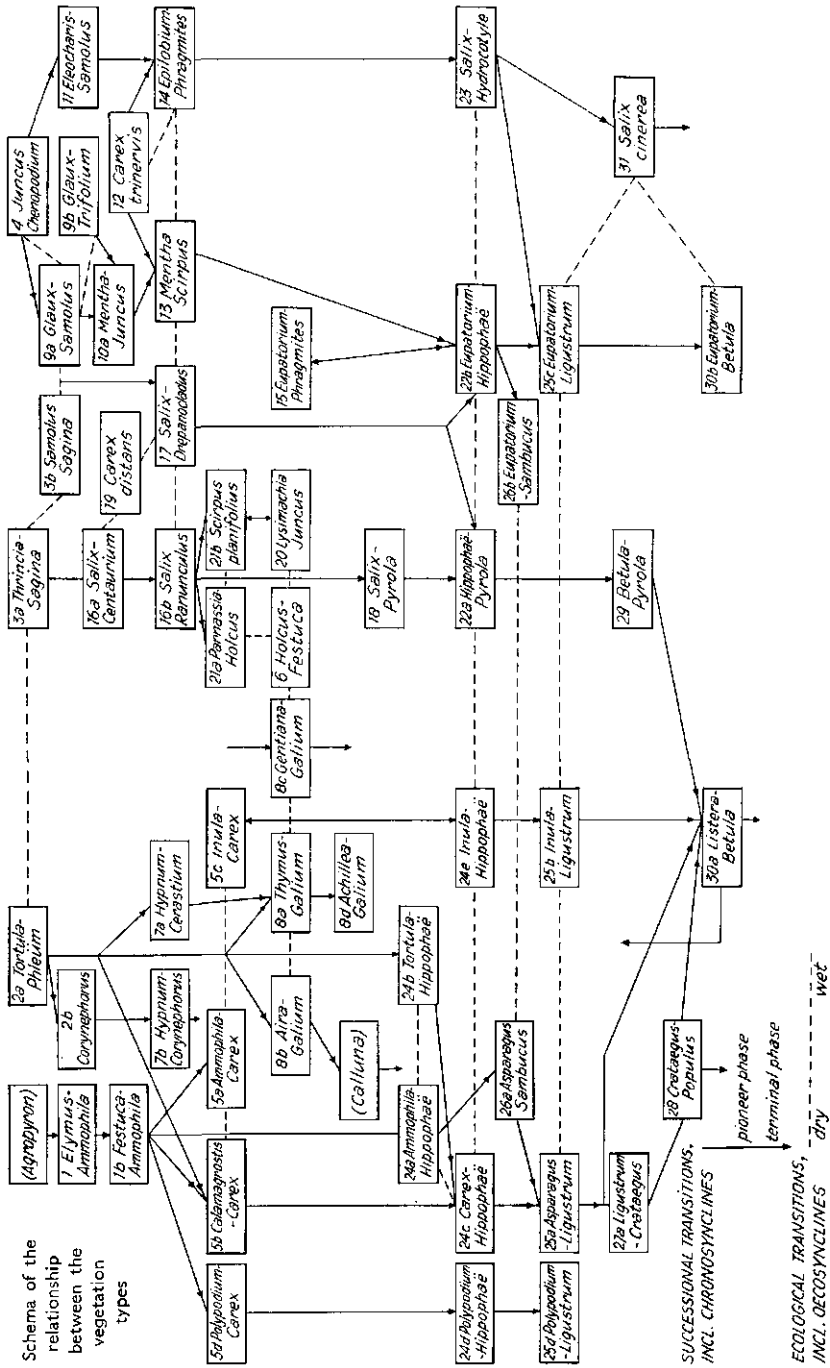 Schema of the
relationship
between the
vegetation
types
(Agropyron)
1 Elymus-
Ammophila
1b Festuca-
Ammophila
2a Tortula-
Phleum
2b
Corynephorus
7b Hypnum-
Corynephorus
7a Hypnum-
Cerastium
3a Thrincia-
Sagina
3b Samolus
Sagina
16a Salix-
Centaurium
19 Carex
distans
16b Salix
Ranunculus
17 Salix-
Drepanocladus
4 Juncus
Chenopodium
9a Glaux-
Samolus
9b Glaux-
Trifolium
10a Mentha-
Juncus
11 Eleocharis-
Samolus
12 Carex
trinervis
13 Mentha
Scirpus
14 Epilobium-
Phragmites
5d Polypodium-
Carex
5b Calamagrostis
-Carex
5a Ammophila-
Carex
5c Inula-
Carex
21a Parnassia-
Holcus
21b Scirpus
planifolius
8b Aira-
Galium
8a Thymus-
Galium
8c Gentiana-
Galium
6 Holcus-
Festuca
20 Lysimachia
Juncus
8d Achillea-
Galium
(Calluna)
15 Eupatorium-
Phragmites
18 Salix-
Pyrola
24a Ammophila-
Hippophaë
24b Tortula-
Hippophaë
24d Polypodium
-Hippophaë
24c Carex-
Hippophaë
24e Inula-
Hippophaë
22a Hippophaë-
Pyrola
22b Eupatorium-
Hippophaë
23 Salix-
Hydrocotyle
26a Asparagus
Sambucus
26b Eupatorium
-Sambucus
25d Polypodium
-Ligustrum
25a Asparagus
-Ligustrum
25b Inula-
Ligustrum
25c Eupatorium-
Ligustrum
31 Salix
cinerea
27a Ligustrum
-Crataegus
29 Betula-
Pyrola
28 Crataegus-
Populus
30a Listera-
Betula
30b Eupatorium-
Betula
SUCCESSIONAL TRANSITIONS,
INCL. CHRONOSYNCLINES
pioneer phase
terminal phase
ECOLOGICAL TRANSITIONS,
INCL. OECOSYNCLINES
dry wet